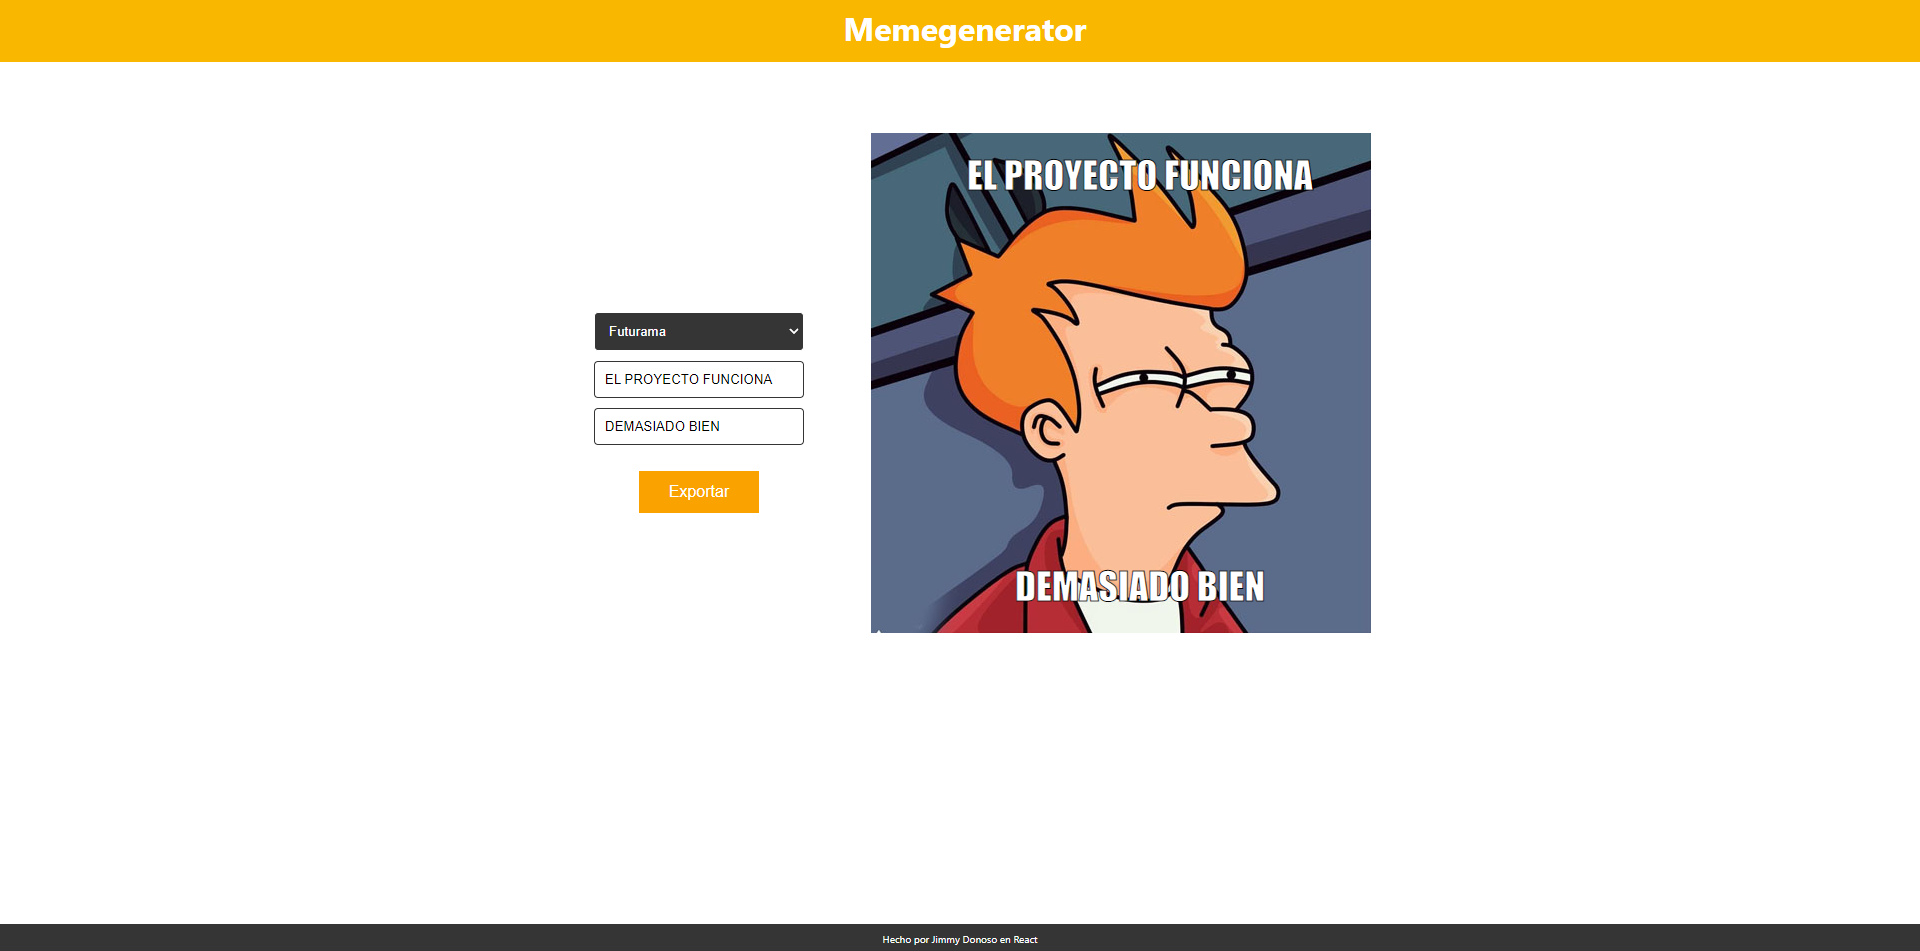 Memegenerator
Futurama
EL PROYECTO FUNCIONA
DEMASIADO BIEN
Exportar
EL PROYECTO FUNCIONA
DEMASIADO BIEN
Hecho por Jimmy Donoso en React